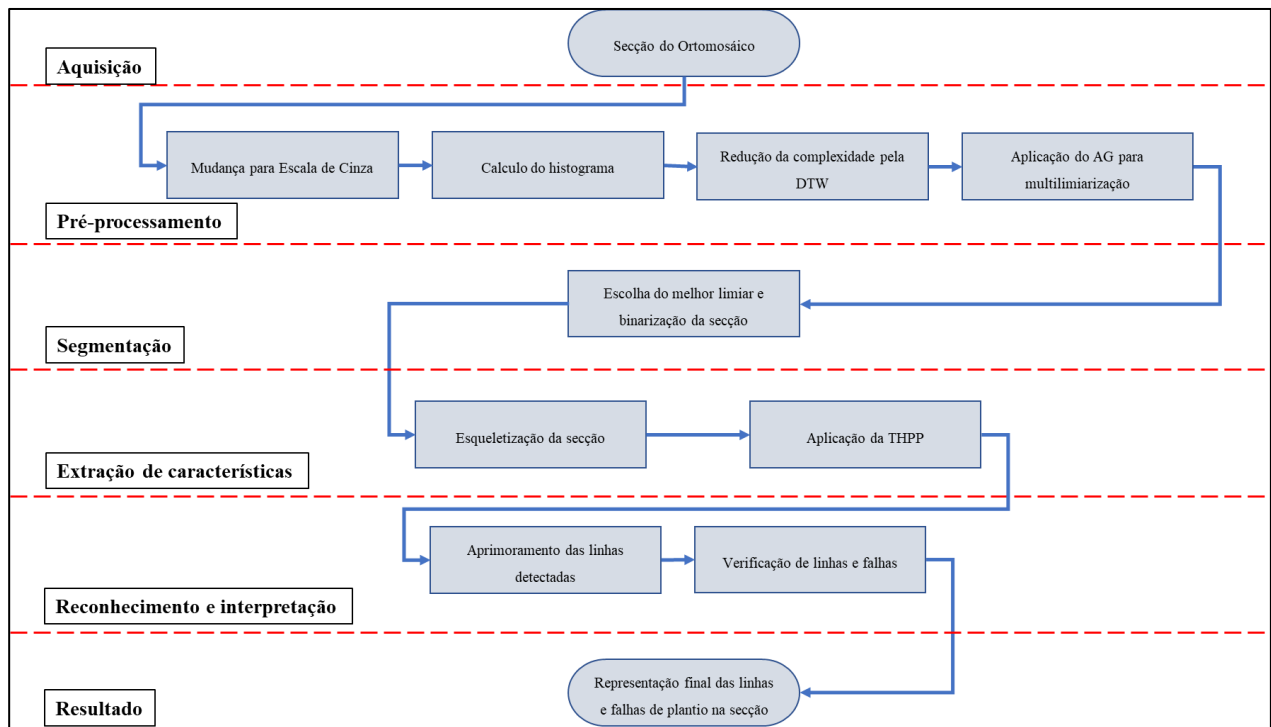 Secção do Ortomosáico
Aquisição
Mudança para Escala de Cinza
Calculo do histograma
Redução da complexidade pela
DTW
Aplicação do AG para
multilimiarização
Pré-processamento
Escolha do melhor limiar e
binarização da secção
Segmentação
Esqueletização da secção
Aplicação da THPP
Extração de características
Aprimoramento das linhas
detectadas
Verificação de linhas e falhas
Reconhecimento e interpretação
Representação final das linhas
e falhas de plantio na secção
Resultado